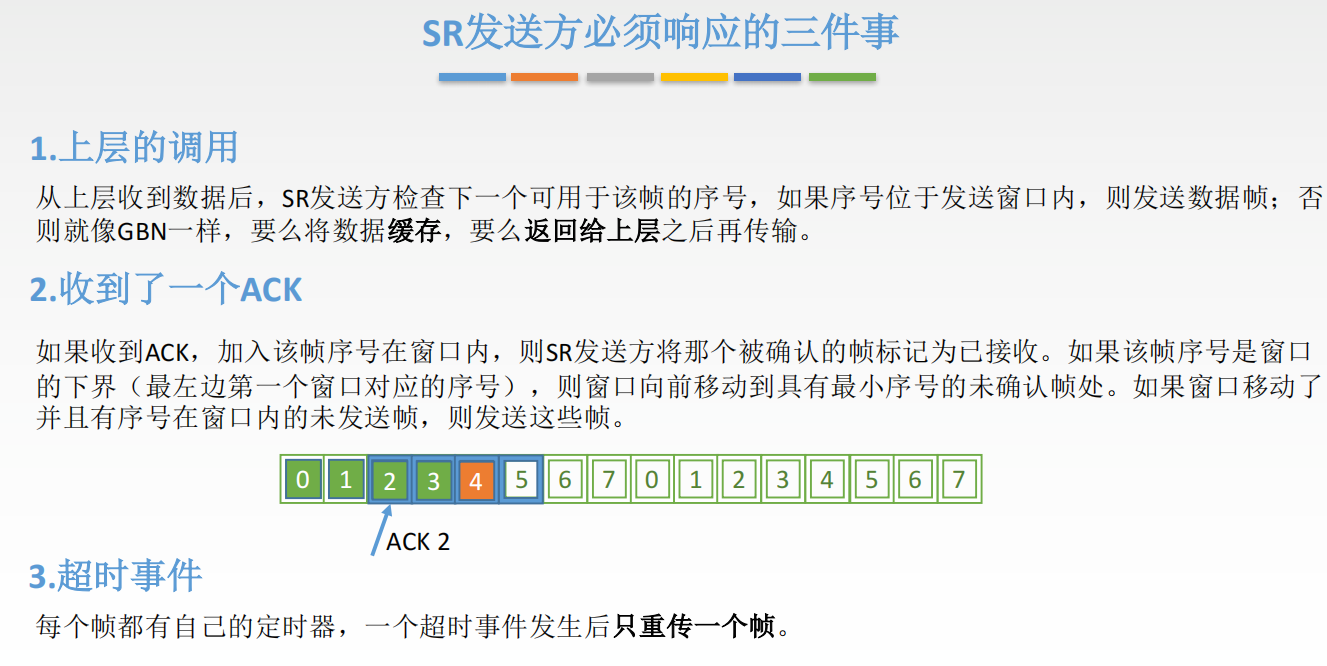 SR发送方必须响应的三件事
1.上层的调用
从上层收到数据后，SR发送方检查下一个可用于该帧的序号，如果序号位于发送窗口内，则发送数据帧；否
则就像GBN一样，要么将数据缓存，要么返回给上层之后再传输。
2.收到了一个ACK
如果收到ACK，加入该帧序号在窗口内，则SR发送方将那个被确认的帧标记为已接收。如果该帧序号是窗口
的下界（最左边第一个窗口对应的序号），则窗口向前移动到具有最小序号的未确认帧处。如果窗口移动了
并且有序号在窗口内的未发送帧，则发送这些帧。
0 1 2 3 4 5 6 7 0 1 2 3 4 5 6 7
ACK 2
3.超时事件
每个帧都有自己的定时器，一个超时事件发生后只重传一个帧。